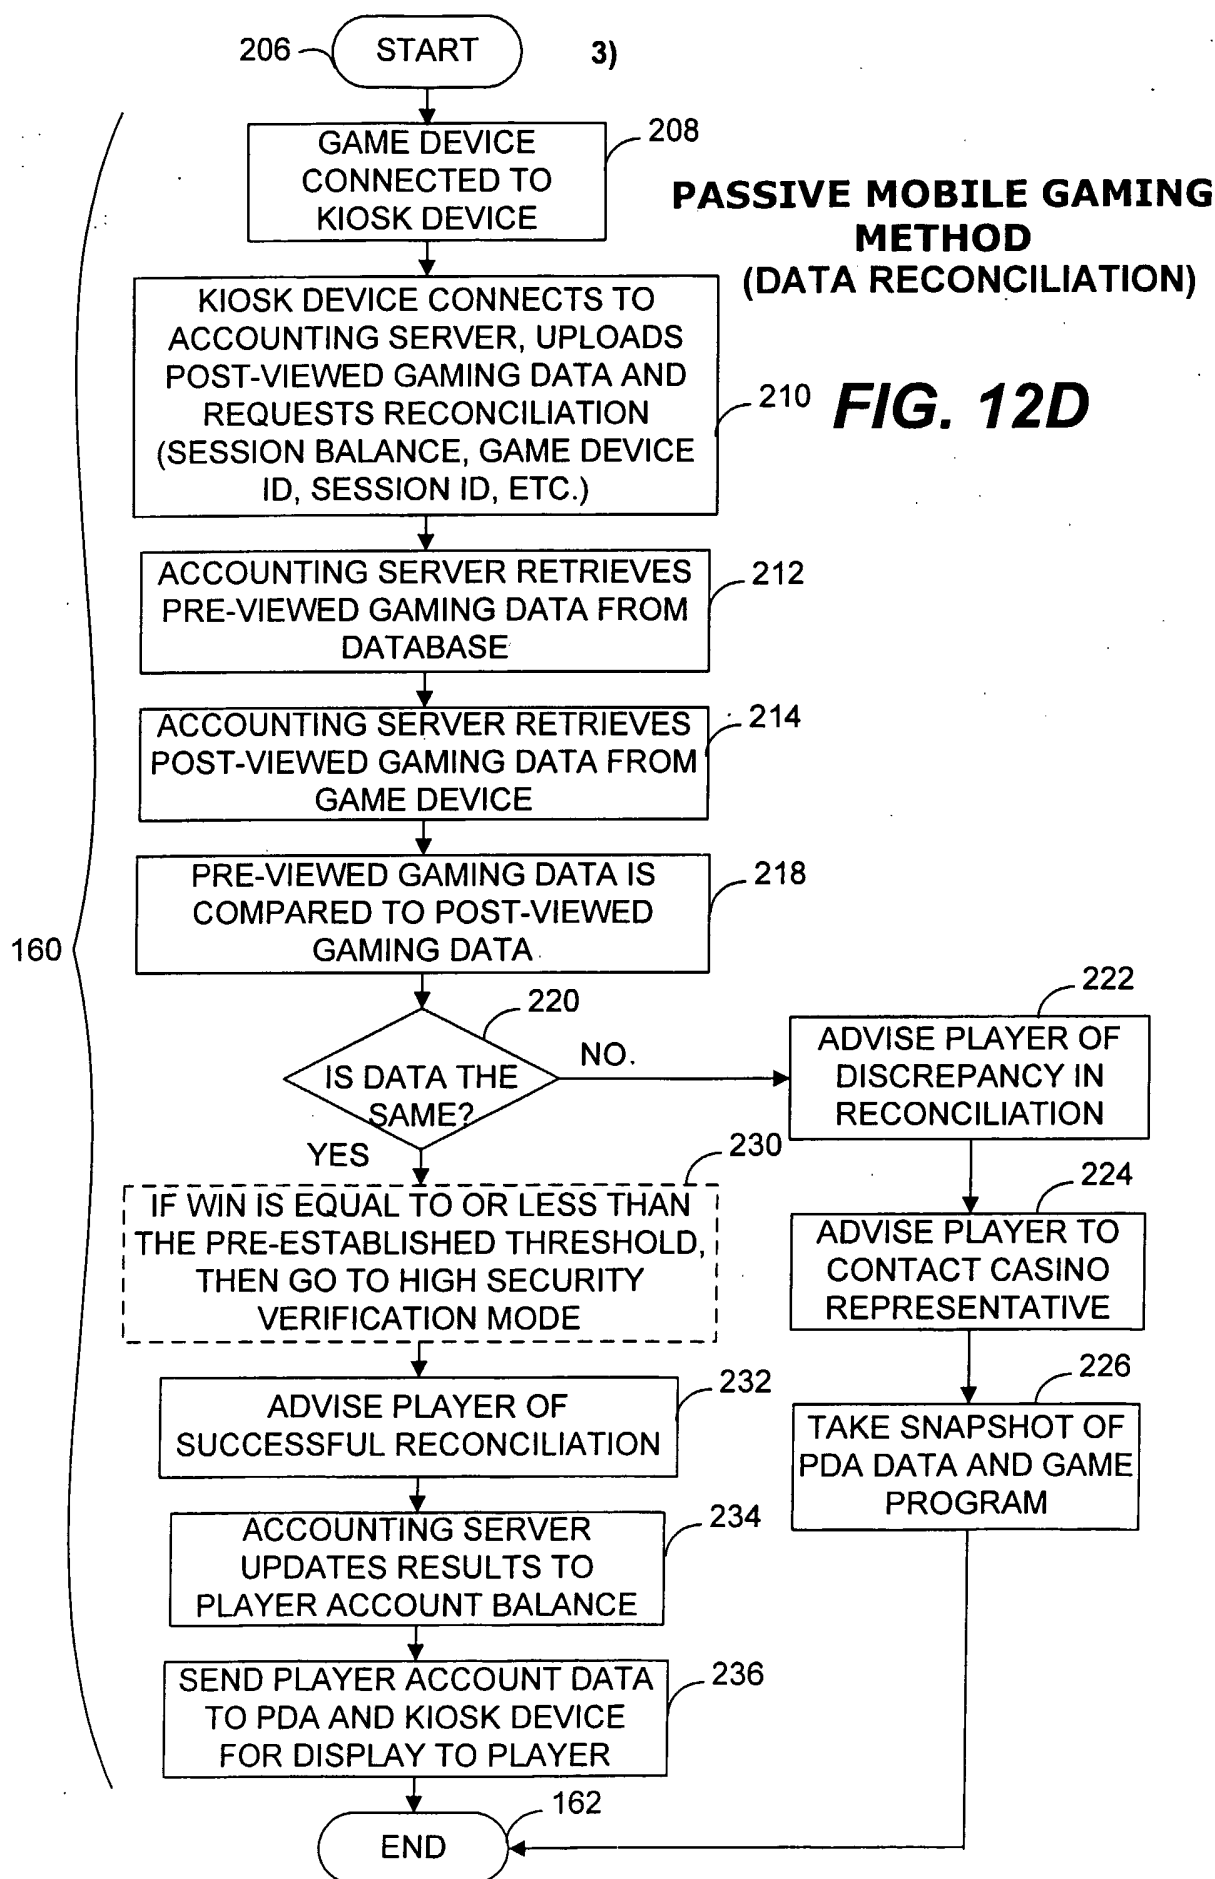 206
START
3)
GAME DEVICE
CONNECTED TO
KIOSK DEVICE
208
PASSIVE MOBILE GAMING
METHOD
(DATA RECONCILIATION)
FIG. 12D
KIOSK DEVICE CONNECTS TO
ACCOUNTING SERVER, UPLOADS
POST-VIEWED GAMING DATA AND
REQUESTS RECONCILIATION
(SESSION BALANCE, GAME DEVICE
ID, SESSION ID, ETC.)
210
ACCOUNTING SERVER RETRIEVES
PRE-VIEWED GAMING DATA FROM
DATABASE
212
ACCOUNTING SERVER RETRIEVES
POST-VIEWED GAMING DATA FROM
GAME DEVICE
214
PRE-VIEWED GAMING DATA IS
COMPARED TO POST-VIEWED
GAMING DATA
218
160
220
IS DATA THE
SAME?
NO.
YES
222
ADVISE PLAYER OF
DISCREPANCY IN
RECONCILIATION
224
ADVISE PLAYER TO
CONTACT CASINO
REPRESENTATIVE
226
TAKE SNAPSHOT OF
PDA DATA AND GAME
PROGRAM
230
IF WIN IS EQUAL TO OR LESS THAN
THE PRE-ESTABLISHED THRESHOLD,
THEN GO TO HIGH SECURITY
VERIFICATION MODE
232
ADVISE PLAYER OF
SUCCESSFUL RECONCILIATION
234
ACCOUNTING SERVER
UPDATES RESULTS TO
PLAYER ACCOUNT BALANCE
236
SEND PLAYER ACCOUNT DATA
TO PDA AND KIOSK DEVICE
FOR DISPLAY TO PLAYER
162
END